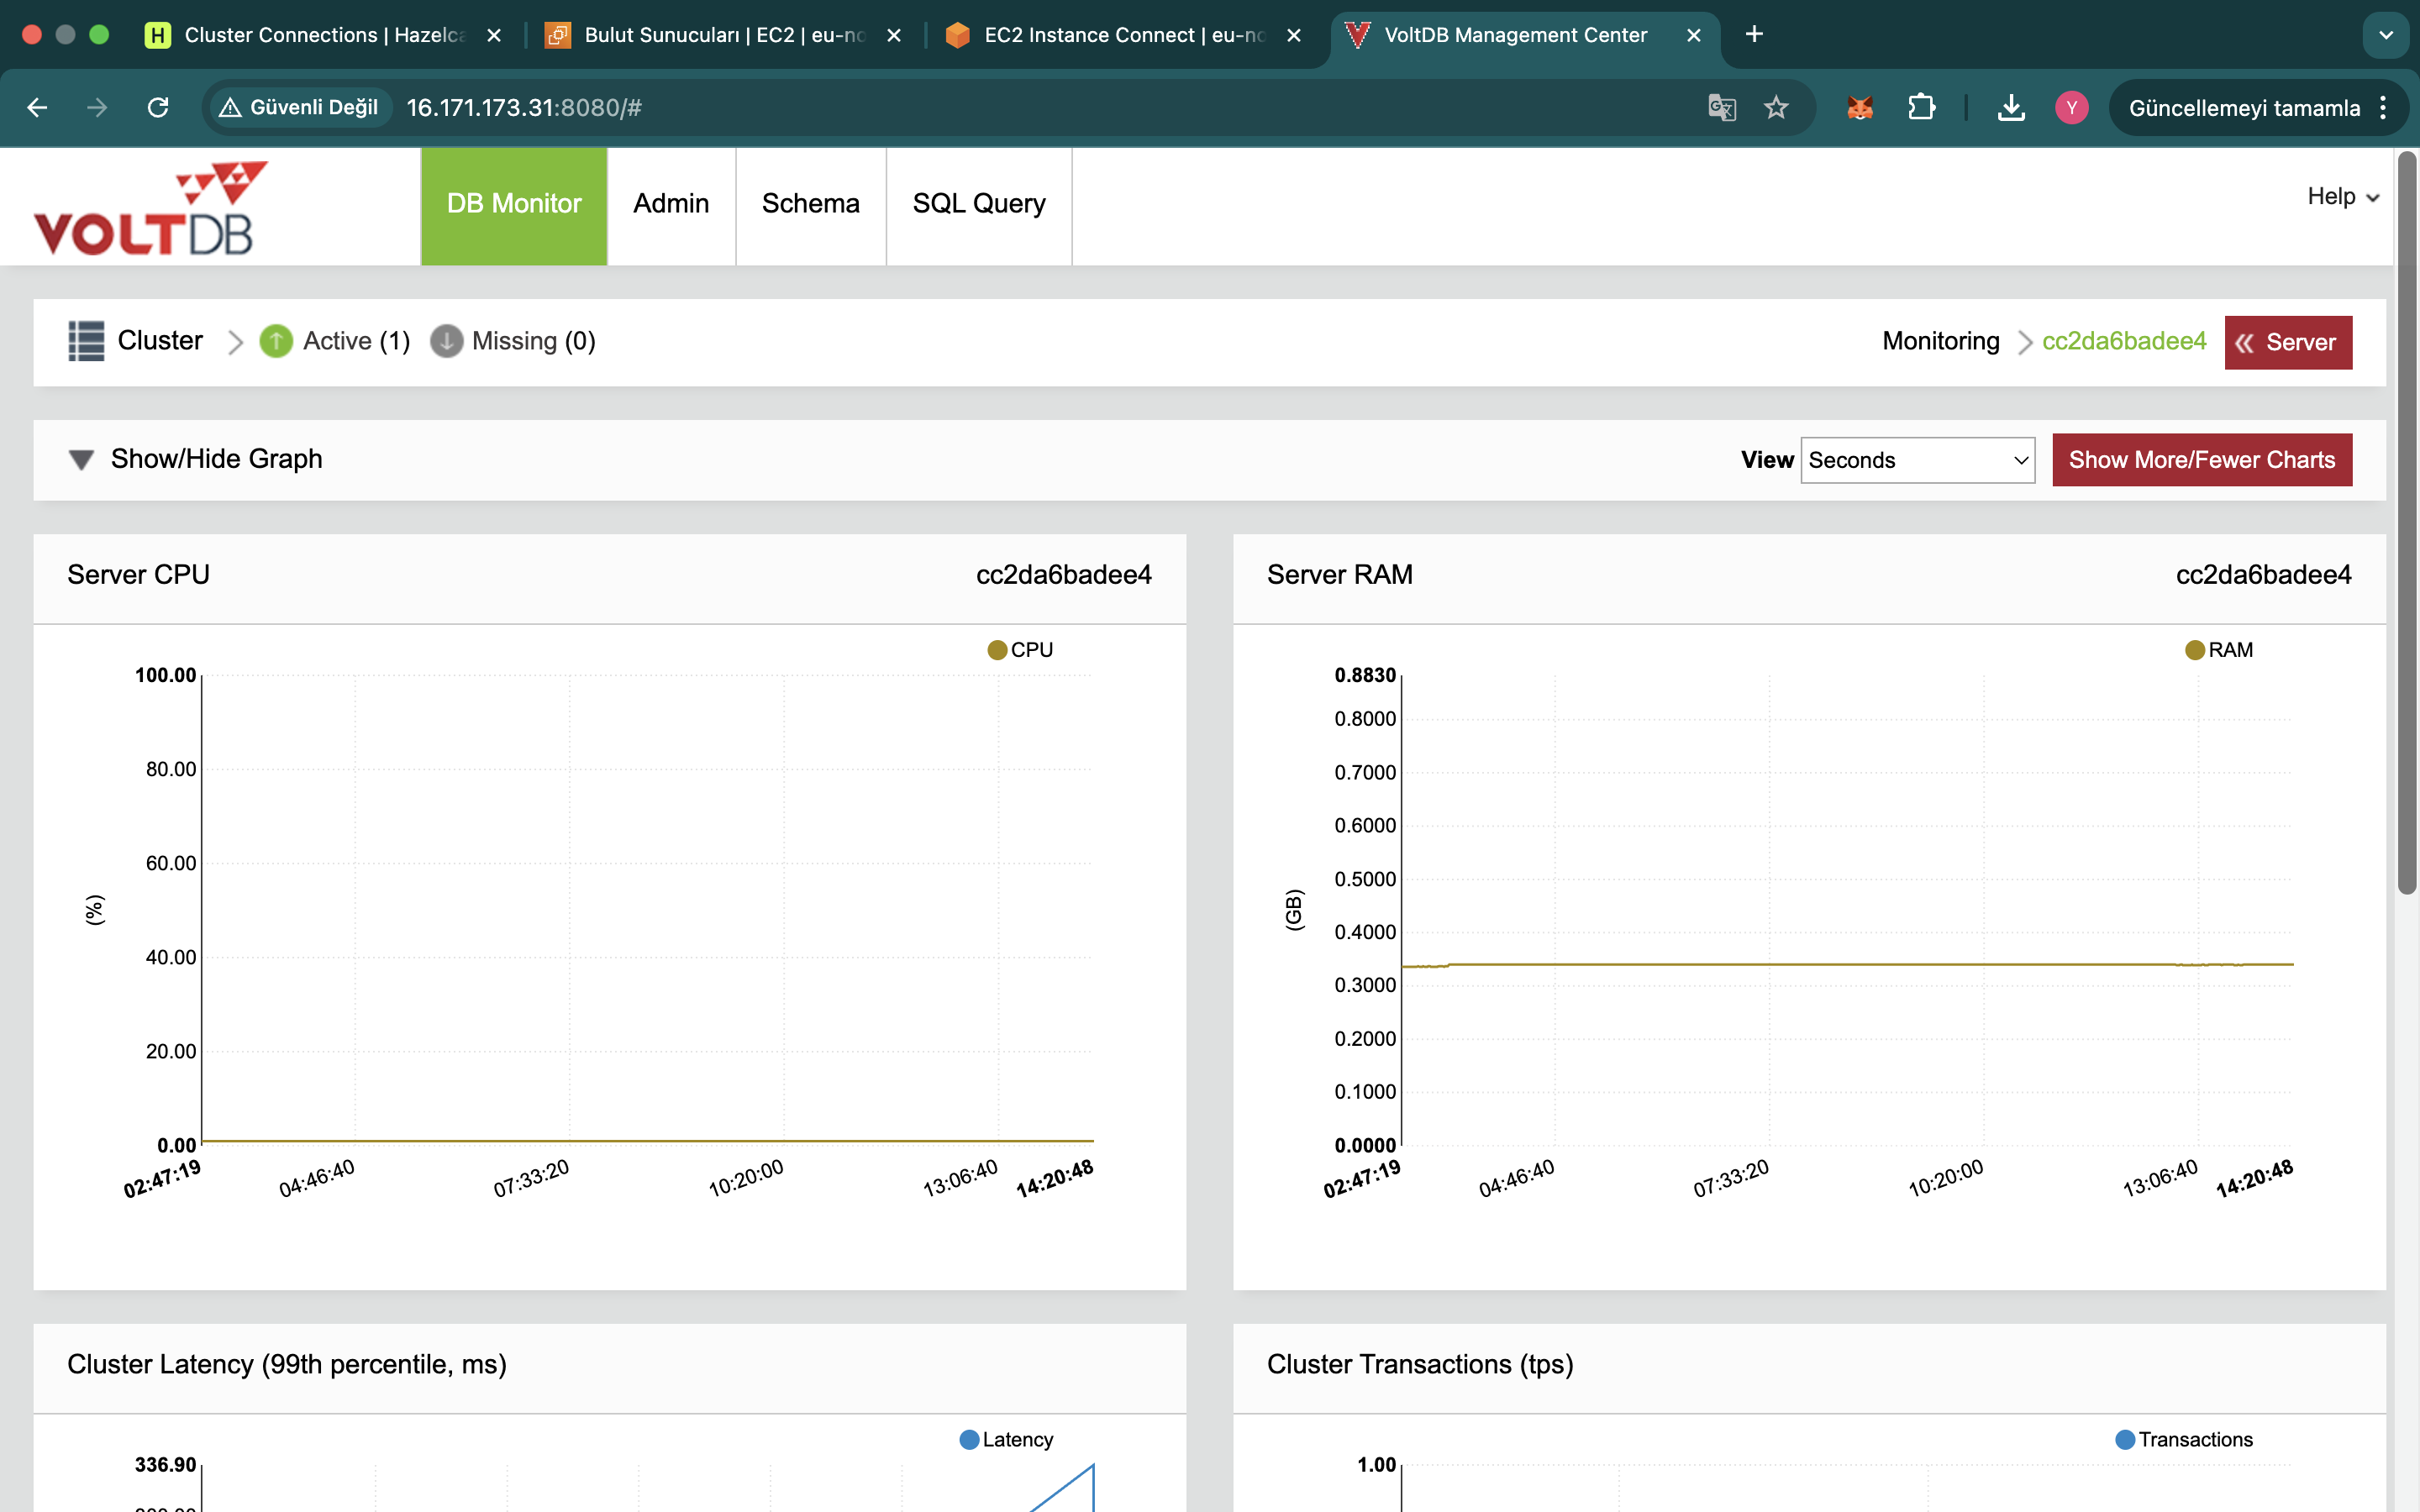 Cluster Connections | Hazelca
Bulut Sunucuları | EC2 | eu-no
EC2 Instance Connect | eu-no
VoltDB Management Center
Güvenli Değil
16.171.173.31:8080/#
Y
Güncellemeyi tamamla
VOLTDB
DB Monitor
Admin
Schema
SQL Query
Help
Cluster
Active (1)
Missing (0)
Monitoring
cc2da6badee4
Server
Show/Hide Graph
View
Seconds
Show More/Fewer Charts
Server CPU
cc2da6badee4
CPU
100.00
80.00
60.00
40.00
20.00
0.00
(%)
02:47:19
04:46:40
07:33:20
10:20:00
13:06:40
14:20:48
Server RAM
cc2da6badee4
RAM
0.8830
0.8000
0.7000
0.6000
0.5000
0.4000
0.3000
0.2000
0.1000
0.0000
(GB)
02:47:19
04:46:40
07:33:20
10:20:00
13:06:40
14:20:48
Cluster Latency (99th percentile, ms)
Latency
336.90
Cluster Transactions (tps)
Transactions
1.00